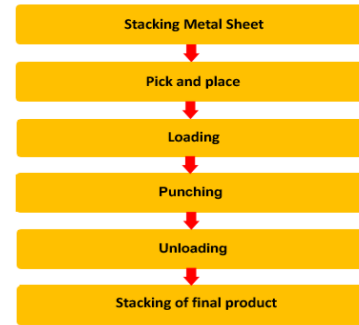 Stacking Metal Sheet
Pick and place
Loading
Punching
Unloading
Stacking of final product